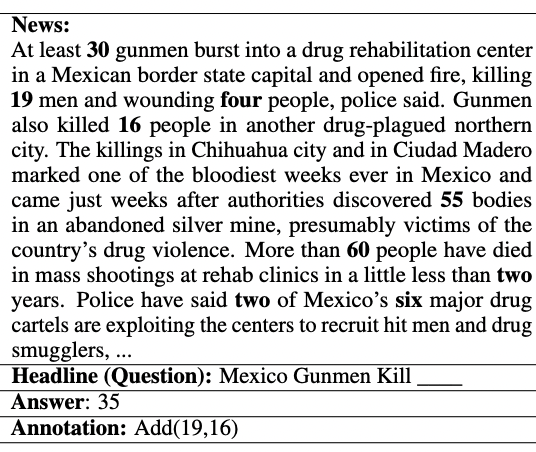 News:
At least 30 gunmen burst into a drug rehabilitation center
in a Mexican border state capital and opened fire, killing
19 men and wounding four people, police said. Gunmen
also killed 16 people in another drug-plagued northern
city. The killings in Chihuahua city and in Ciudad Madero
marked one of the bloodiest weeks ever in Mexico and
came just weeks after authorities discovered 55 bodies
in an abandoned silver mine, presumably victims of the
country's drug violence. More than 60 people have died
in mass shootings at rehab clinics in a little less than two
years. Police have said two of Mexico's six major drug
cartels are exploiting the centers to recruit hit men and drug
smugglers, ...
Headline (Question): Mexico Gunmen Kill ____
Answer: 35
Annotation: Add(19,16)